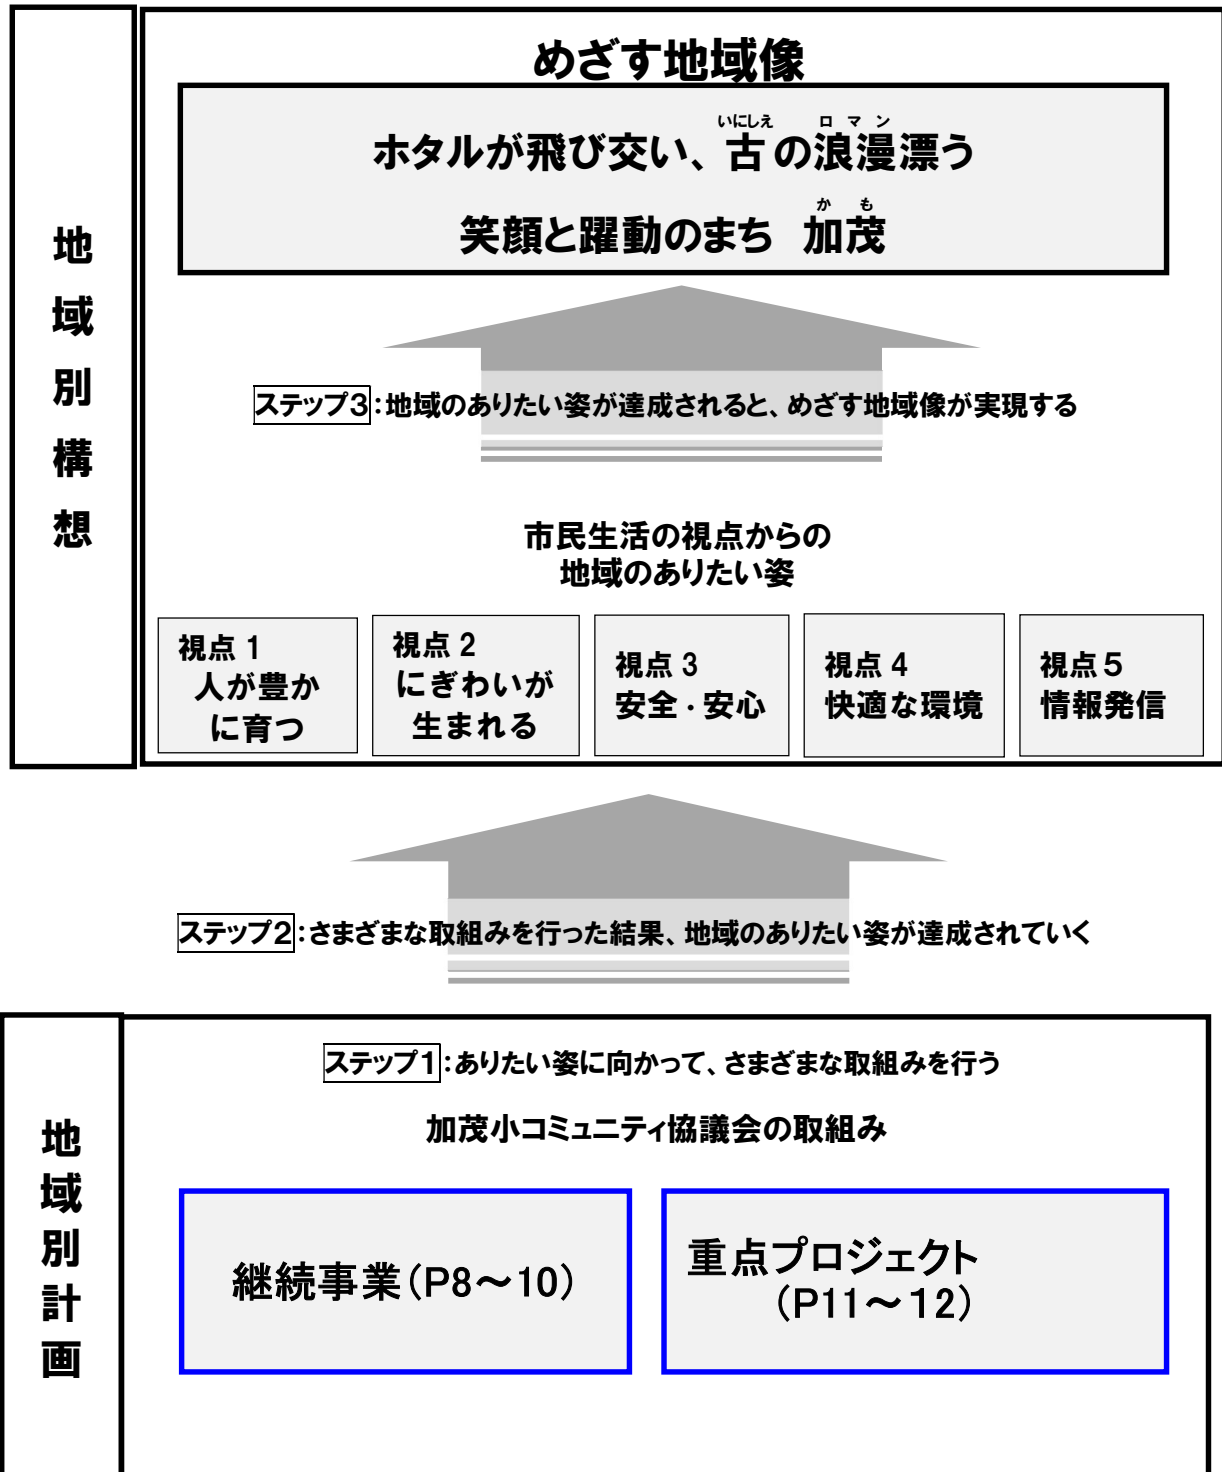 地域別構想
めざす地域像
いにしえ ロマン
ホタルが飛び交い、古の浪漫漂う
かも
笑顔と躍動のまち 加茂
ステップ3:地域のありたい姿が達成されると、めざす地域像が実現する
市民生活の視点からの
地域のありたい姿
視点 1
人が豊か
に育つ
視点 2
にぎわいが
生まれる
視点 3
安全・安心
視点 4
快適な環境
視点5
情報発信
ステップ2:さまざまな取組みを行った結果、地域のありたい姿が達成されていく
地域別計画
ステップ1:ありたい姿に向かって、さまざまな取組みを行う
加茂小コミュニティ協議会の取組み
継続事業(P8~10)
重点プロジェクト
(P11~12)